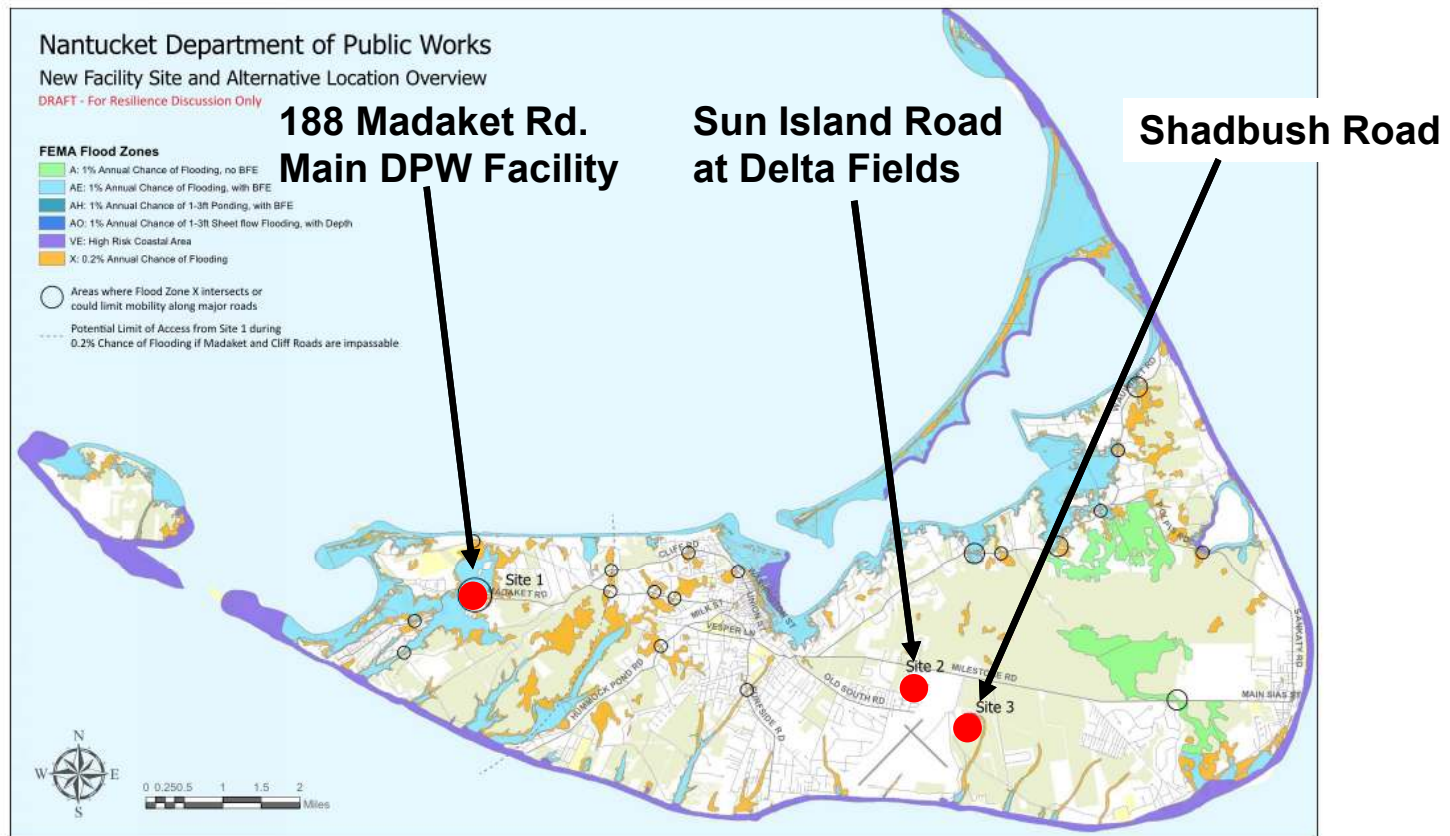 Nantucket Department of Public Works
New Facility Site and Alternative Location Overview
DRAFT - For Resilience Discussion Only
188 Madaket Rd.
Main DPW Facility
Sun Island Road
at Delta Fields
Shadbush Road
FEMA Flood Zones
A: 1% Annual Chance of Flooding, no BFE
AE: 1% Annual Chance of Flooding, with BFE
AH: 1% Annual Chance of 1-3ft Ponding, with BFE
AO: 1% Annual Chance of 1-3ft Sheet flow Flooding, with Depth
VE: High Risk Coastal Area
X: 0.2% Annual Chance of Flooding
Areas where Flood Zone X intersects or
could limit mobility along major roads
Potential Limit of Access from Site 1 during
0.2% Chance of Flooding if Madaket and Cliff Roads are impassable
WAUWINET RD
POLPIS RD
CLIFF RD
Site 1
MADAKET RD
MILK ST
UNION ST
WASHINGTON ST
VESPER LN
HUMMOCK POND RD
SURFSIDE RD
OLD SOUTH RD
Site 2
MILESTONE RD
Site 3
SANKATY RD
MAIN SIAS ST
N
W
E
S
0 0.250.5 1 1.5 2
Miles